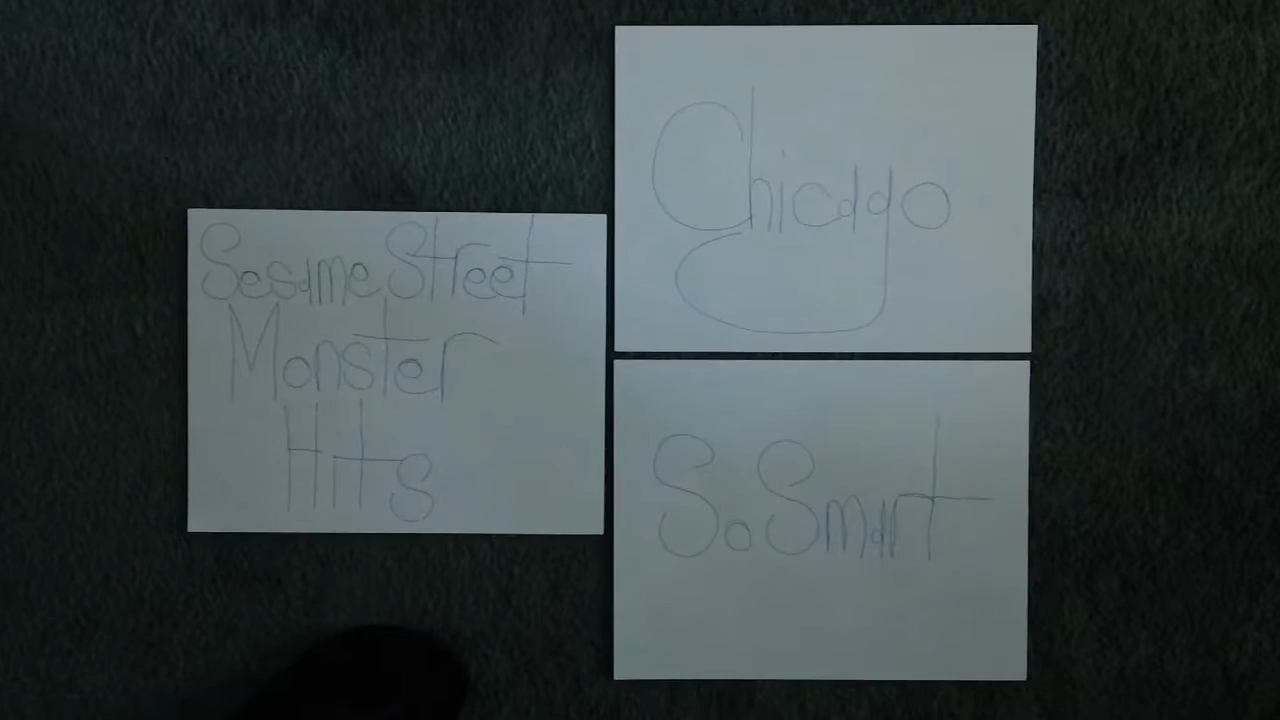 Sesame Street
Monster
Hits
Chicago
So Smart